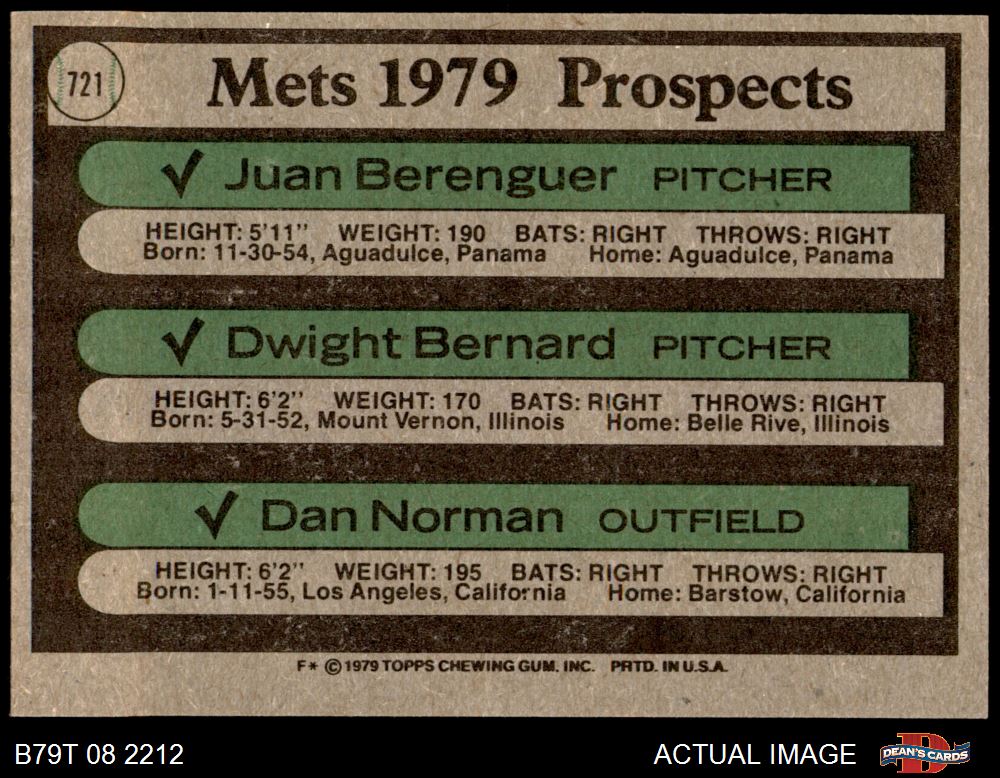 721
Mets 1979 Prospects
✓ Juan Berenguer PITCHER
HEIGHT: 5'11" WEIGHT: 190 BATS: RIGHT THROWS: RIGHT
Born: 11-30-54, Aguadulce, Panama Home: Aguadulce, Panama
✓ Dwight Bernard PITCHER
HEIGHT: 6'2" WEIGHT: 170 BATS: RIGHT THROWS: RIGHT
Born: 5-31-52, Mount Vernon, Illinois Home: Belle Rive, Illinois
✓ Dan Norman OUTFIELD
HEIGHT: 6'2" WEIGHT: 195 BATS: RIGHT THROWS: RIGHT
Born: 1-11-55, Los Angeles, California Home: Barstow, California
F* © 1979 TOPPS CHEWING GUM. INC. PRTD. IN U.S.A.
B79T 08 2212 ACTUAL IMAGE DEAN'S CARDS